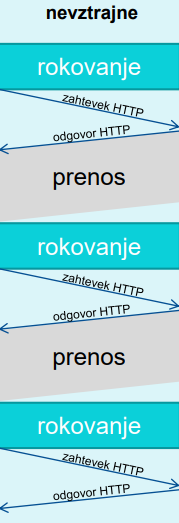 nevztrajne
rokovanje
zahtevek HTTP
odgovor HTTP
prenos
rokovanje
zahtevek HTTP
odgovor HTTP
prenos
rokovanje
zahtevek HTTP
odgovor HTTP